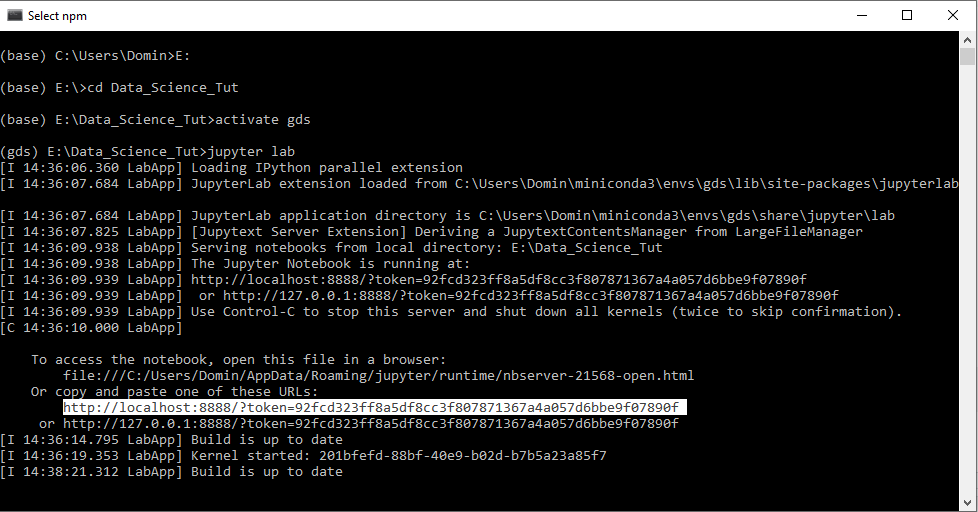 Select npm
(base) C:\Users\Domin>E:
(base) E:\>cd Data_Science_Tut
(base) E:\Data_Science_Tut>activate gds
(gds) E:\Data_Science_Tut>jupyter lab
[I 14:36:06.360 LabApp] Loading IPython parallel extension
[I 14:36:07.684 LabApp] JupyterLab extension loaded from C:\Users\Domin\miniconda3\envs\gds\lib\site-packages\jupyterlab
[I 14:36:07.684 LabApp] JupyterLab application directory is C:\Users\Domin\miniconda3\envs\gds\share\jupyter\lab
[I 14:36:07.825 LabApp] [Jupytext Server Extension] Deriving a JupytextContentsManager from LargeFileManager
[I 14:36:09.938 LabApp] Serving notebooks from local directory: E:\Data_Science_Tut
[I 14:36:09.938 LabApp] The Jupyter Notebook is running at:
[I 14:36:09.939 LabApp] http://localhost:8888/?token=92fcd323ff8a5df8cc3f807871367a4a057d6bbe9f07890f
[I 14:36:09.939 LabApp]  or http://127.0.0.1:8888/?token=92fcd323ff8a5df8cc3f807871367a4a057d6bbe9f07890f
[I 14:36:09.939 LabApp] Use Control-C to stop this server and shut down all kernels (twice to skip confirmation).
[C 14:36:10.000 LabApp]
To access the notebook, open this file in a browser:
file:///C:/Users/Domin/AppData/Roaming/jupyter/runtime/nbserver-21568-open.html
Or copy and paste one of these URLs:
http://localhost:8888/?token=92fcd323ff8a5df8cc3f807871367a4a057d6bbe9f07890f
or http://127.0.0.1:8888/?token=92fcd323ff8a5df8cc3f807871367a4a057d6bbe9f07890f
[I 14:36:14.795 LabApp] Build is up to date
[I 14:36:19.353 LabApp] Kernel started: 201bfefd-88bf-40e9-b02d-b7b5a23a85f7
[I 14:38:21.312 LabApp] Build is up to date